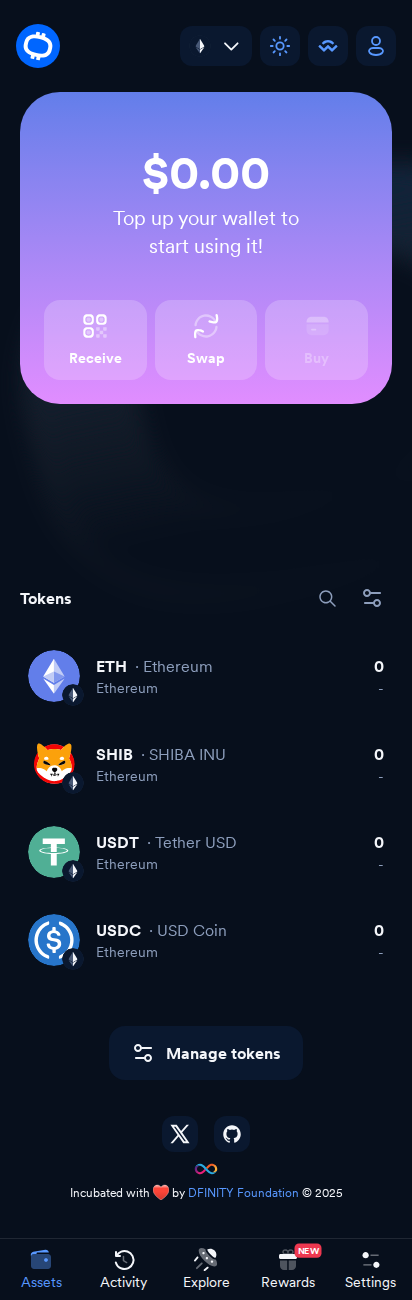 $0.00
Top up your wallet to
start using it!
Receive
Swap
Buy
Tokens
ETH · Ethereum
0
Ethereum
-
SHIB · SHIBA INU
0
Ethereum
-
USDT · Tether USD
0
Ethereum
-
USDC · USD Coin
0
Ethereum
-
Manage tokens
Incubated with ❤️ by DFINITY Foundation © 2025
NEW
Assets
Activity
Explore
Rewards
Settings